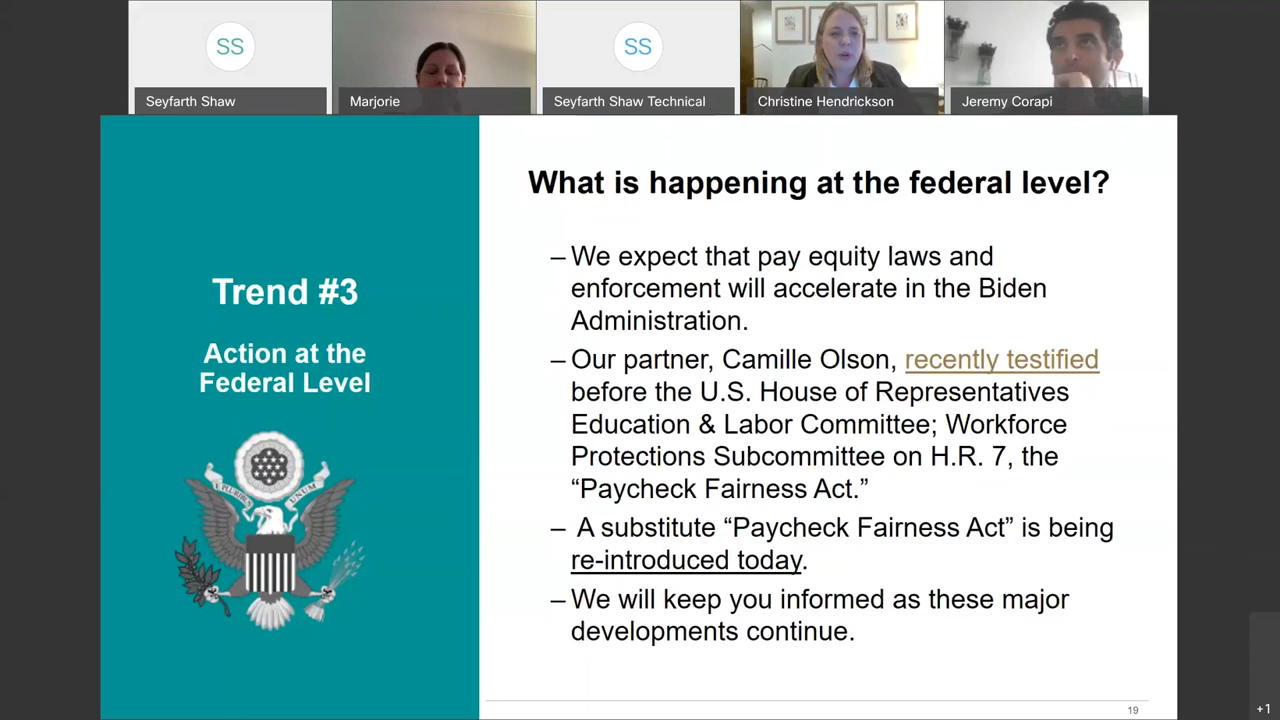 SS
SS
Seyfarth Shaw
Marjorie
Seyfarth Shaw Technical
Christine Hendrickson
Jeremy Corapi
Trend #3
Action at the
Federal Level
E PLURIBUS UNUM
What is happening at the federal level?
– We expect that pay equity laws and
enforcement will accelerate in the Biden
Administration.
– Our partner, Camille Olson, recently testified
before the U.S. House of Representatives
Education & Labor Committee; Workforce
Protections Subcommittee on H.R. 7, the
“Paycheck Fairness Act.”
– A substitute “Paycheck Fairness Act” is being
re-introduced today.
– We will keep you informed as these major
developments continue.
19
+1